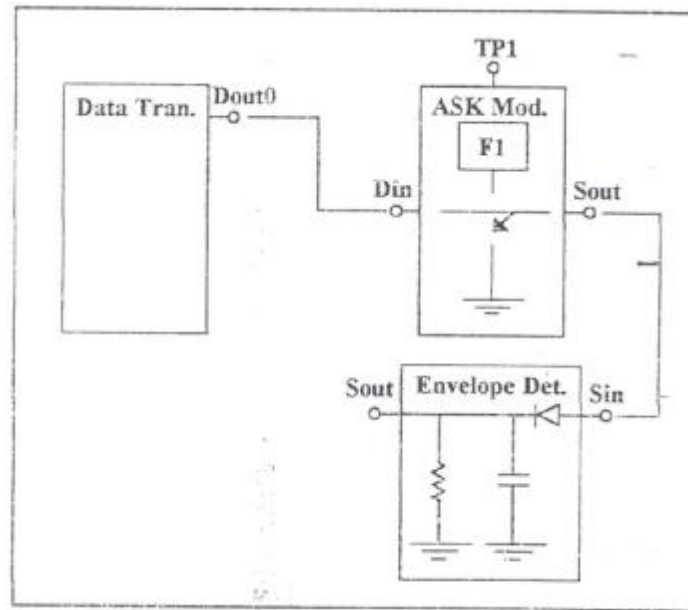 TP1
Data Tran.
Dout0
ASK Mod.
F1
Din
Sout
Sout
Envelope Det.
Sin